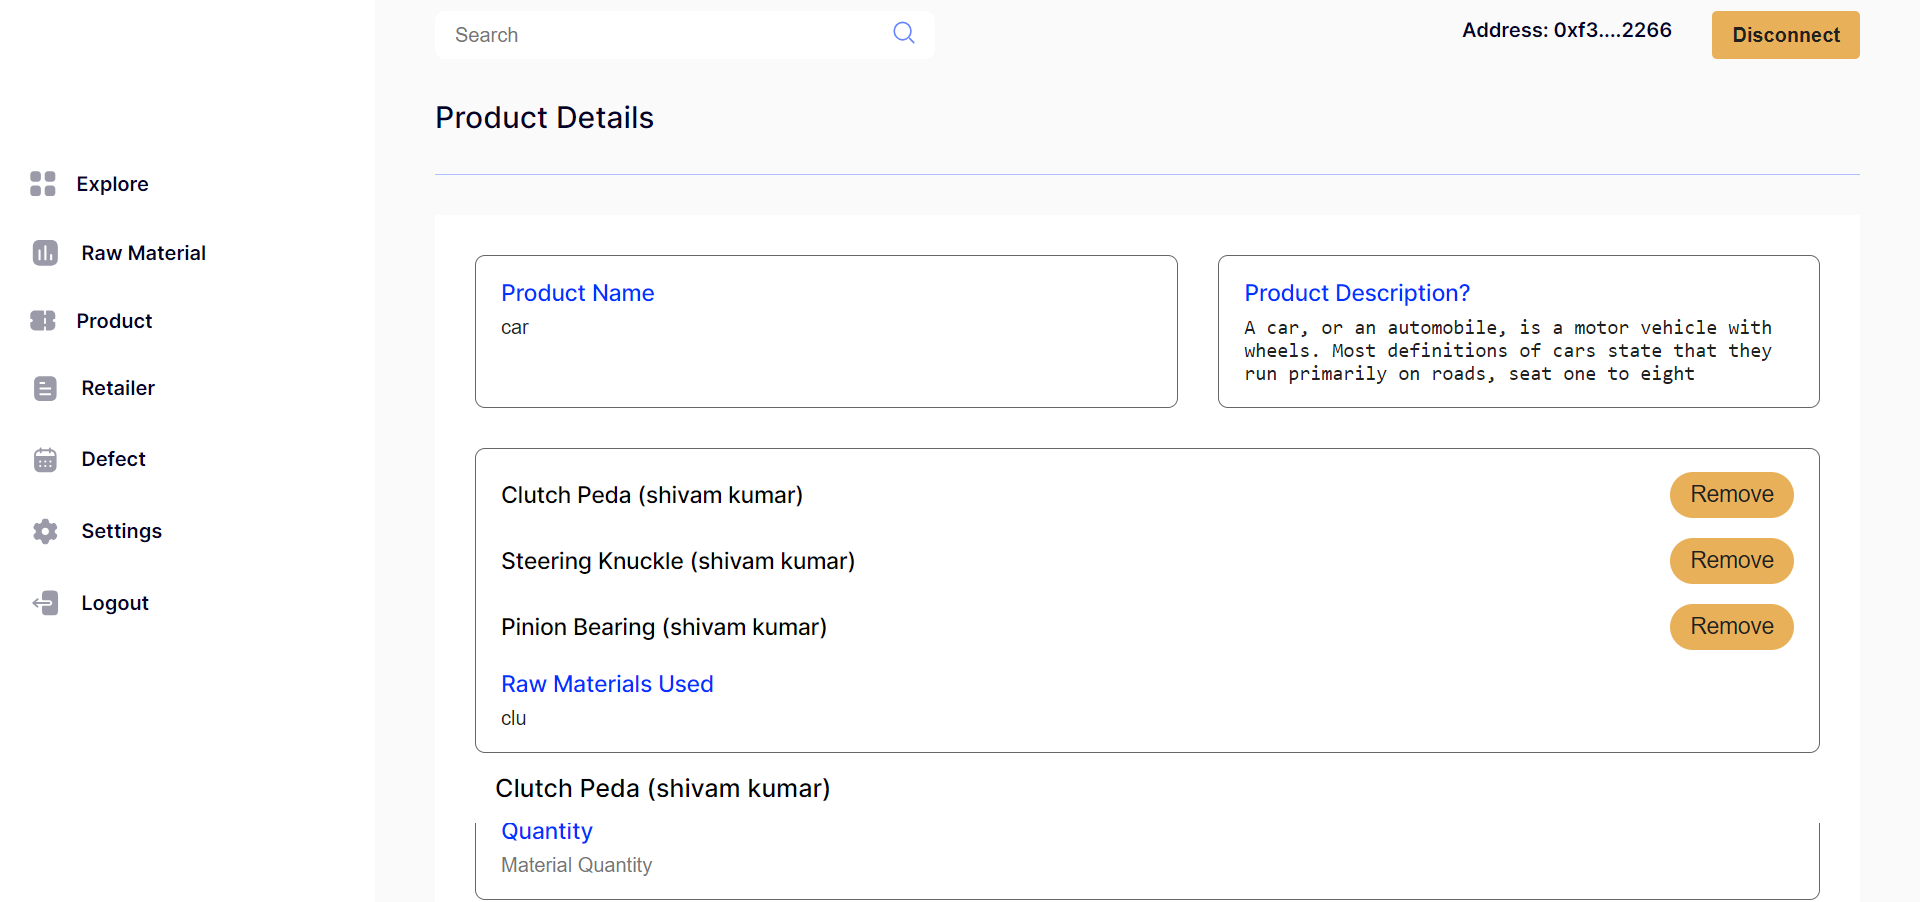 Search
Address: 0xf3....2266
Disconnect
Product Details
Explore
Raw Material
Product
Retailer
Defect
Settings
Logout
Product Name
car
Product Description?
A car, or an automobile, is a motor vehicle with
wheels. Most definitions of cars state that they
run primarily on roads, seat one to eight
Clutch Peda (shivam kumar)
Remove
Steering Knuckle (shivam kumar)
Remove
Pinion Bearing (shivam kumar)
Remove
Raw Materials Used
clu
Clutch Peda (shivam kumar)
Quantity
Material Quantity